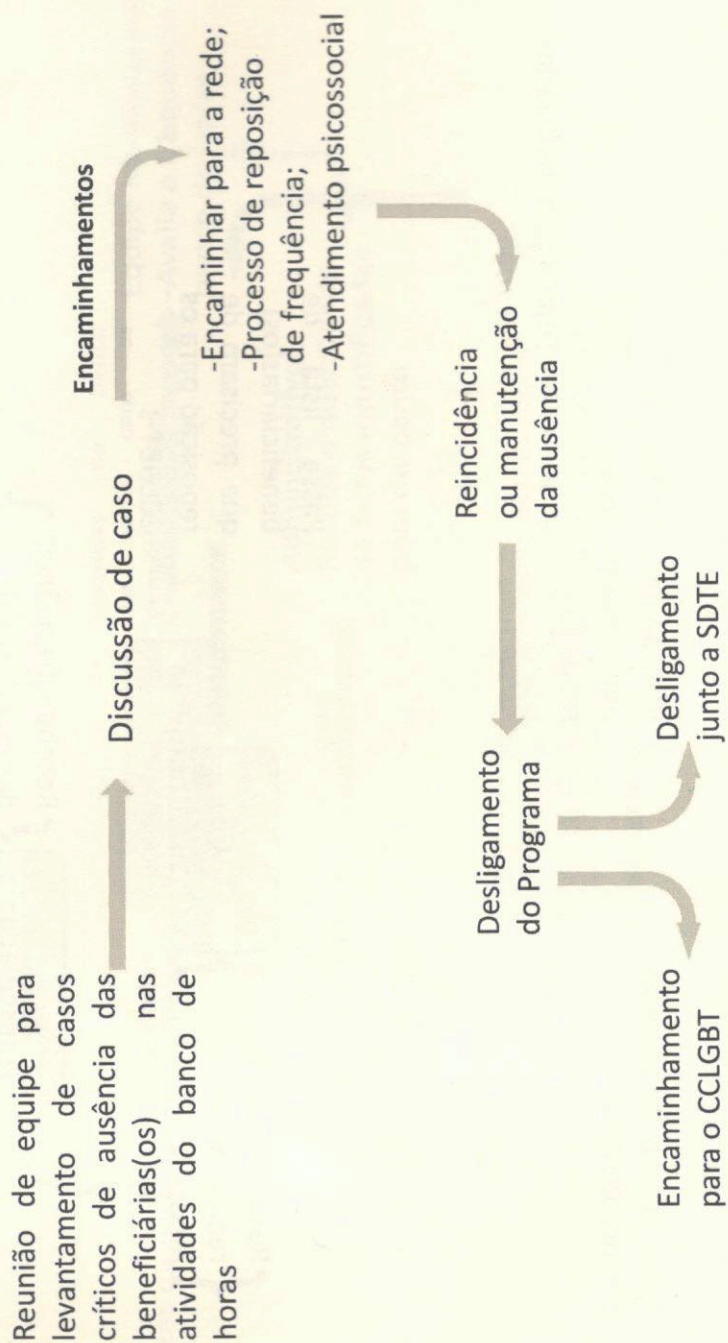 Reunião de equipe para
levantamento de casos
críticos de ausência das
beneficiárias(os) nas
atividades do banco de
horas
Discussão de caso
Encaminhamentos
-Encaminhar para a rede;
-Processo de reposição
de frequência;
-Atendimento psicossocial
Reincidência
ou manutenção
da ausência
Desligamento
do Programa
Encaminhamento
para o CCLGBT
Desligamento
junto a SDTE